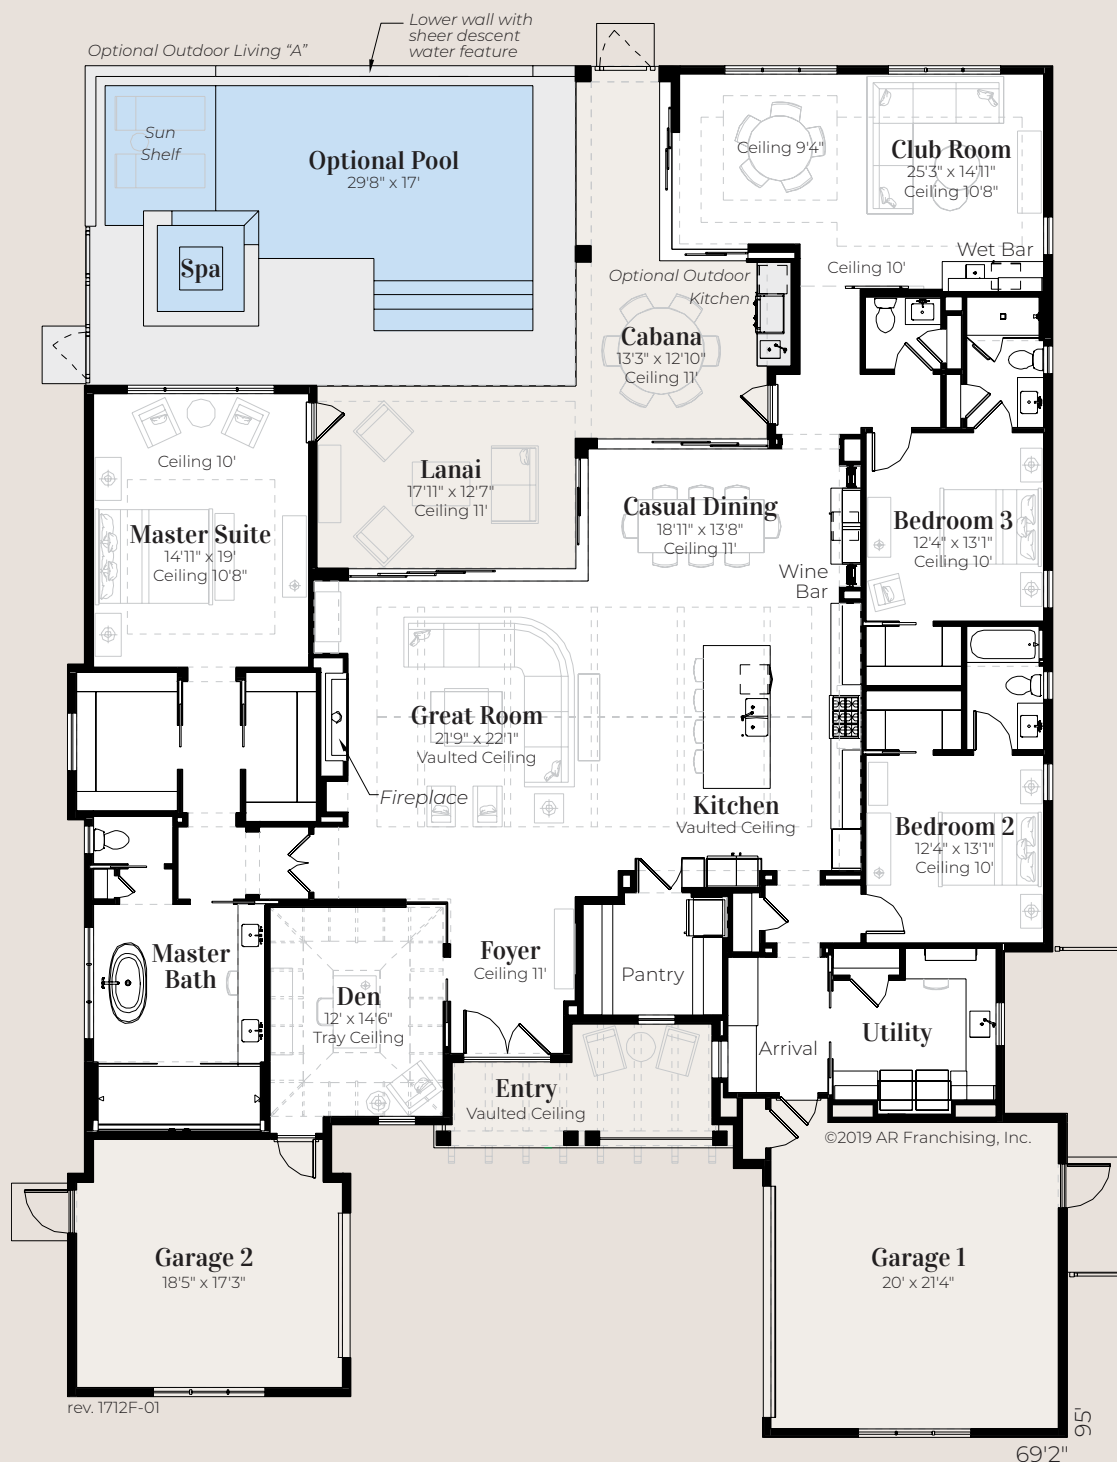 Lower wall with
sheer descent
water feature
Optional Outdoor Living “A”
Sun
Shelf
Optional Pool
29'8" x 17'
Spa
Ceiling 9'4"
Club Room
25'3" x 14'11"
Ceiling 10'8"
Wet Bar
Ceiling 10'
Optional Outdoor
Kitchen
Cabana
13'3" x 12'10"
Ceiling 11'
Ceiling 10'
Master Suite
14'11" x 19'
Ceiling 10'8"
Lanai
17'11" x 12'7"
Ceiling 11'
Casual Dining
18'11" x 13'8"
Ceiling 11'
Wine
Bar
Bedroom 3
12'4" x 13'1"
Ceiling 10'
Great Room
21'9" x 22'1"
Vaulted Ceiling
Fireplace
Kitchen
Vaulted Ceiling
Bedroom 2
12'4" x 13'1"
Ceiling 10'
Master
Bath
Den
12' x 14'6"
Tray Ceiling
Foyer
Ceiling 11'
Pantry
Arrival
Utility
Entry
Vaulted Ceiling
©2019 AR Franchising, Inc.
Garage 2
18'5" x 17'3"
Garage 1
20' x 21'4"
rev. 1712F-01
95'
69'2"